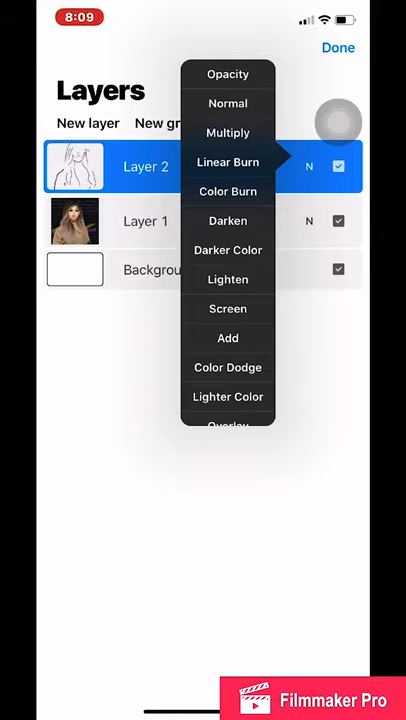 8:09
Done
Layers
New layer New gr
Opacity
Normal
Multiply
Linear Burn
Color Burn
Darken
Darker Color
Lighten
Screen
Add
Color Dodge
Lighter Color
Overlay
Layer 2 N
Layer 1 N
Backgrou
Filmmaker Pro